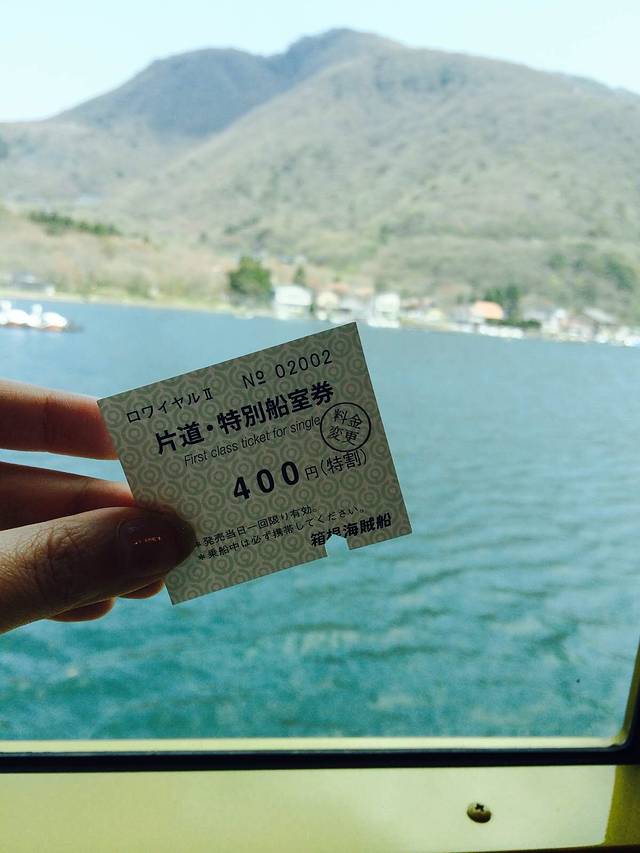 ロワイヤルⅡ № 02002
片道・特別船室券
First class ticket for single
料金
変更
400円(特割)
*発売当日一回限り有効。
*乗船中は必ず携帯してください。
箱根海賊船